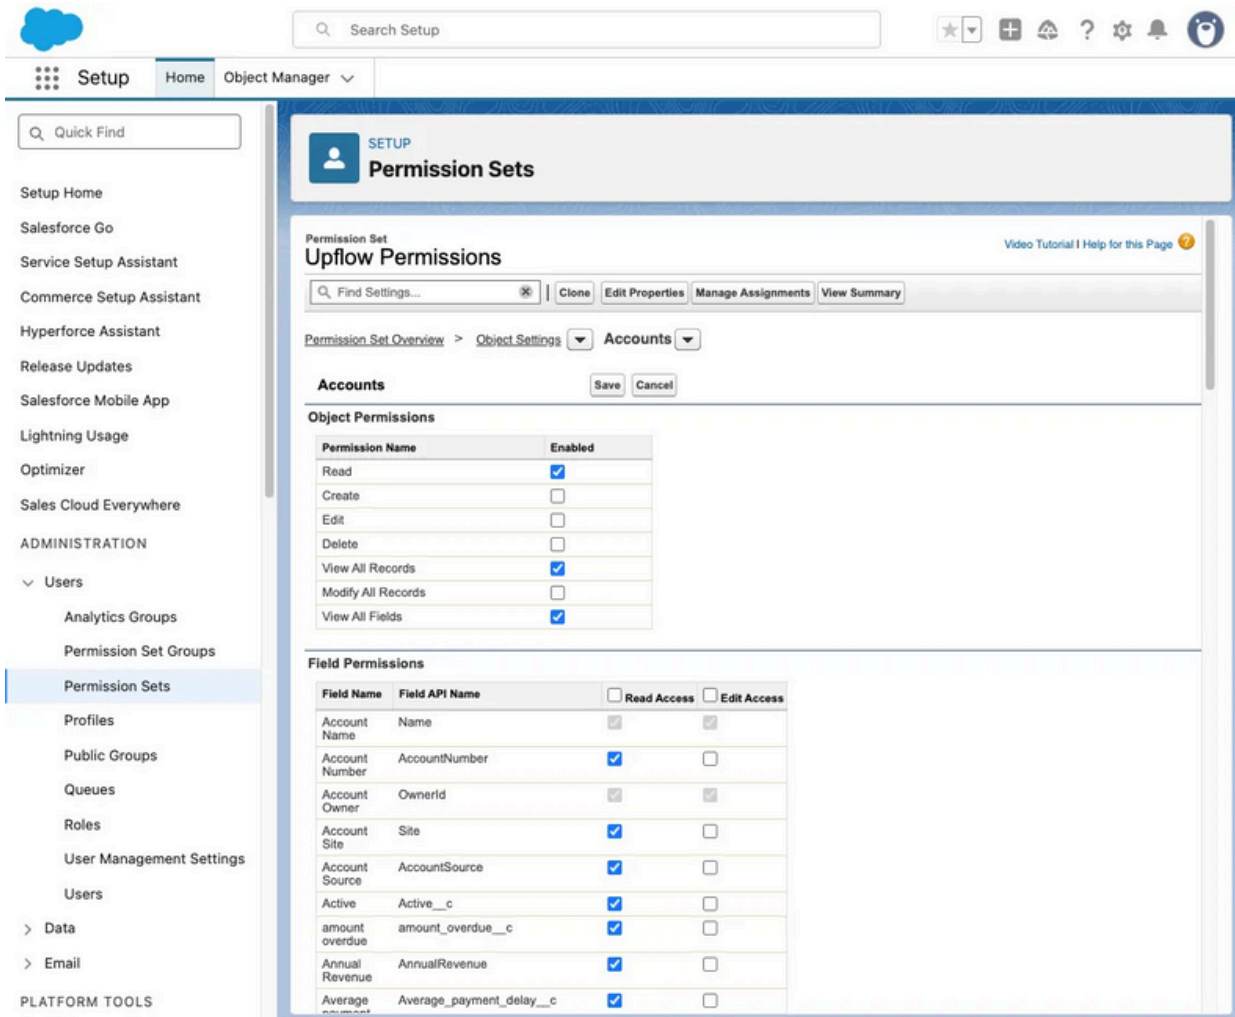 Search Setup
Setup Home Object Manager
Quick Find
Setup Home
Salesforce Go
Service Setup Assistant
Commerce Setup Assistant
Hyperforce Assistant
Release Updates
Salesforce Mobile App
Lightning Usage
Optimizer
Sales Cloud Everywhere
ADMINISTRATION
Users
Analytics Groups
Permission Set Groups
Permission Sets
Profiles
Public Groups
Queues
Roles
User Management Settings
Users
Data
Email
PLATFORM TOOLS
SETUP
Permission Sets
Permission Set
Upflow Permissions
Video Tutorial | Help for this Page
Find Settings... | Clone Edit Properties Manage Assignments View Summary
Permission Set Overview > Object Settings Accounts
Accounts Save Cancel
Object Permissions
Permission Name Enabled
Read
Create
Edit
Delete
View All Records
Modify All Records
View All Fields
Field Permissions
Field Name Field API Name Read Access Edit Access
Account Name
Name
Account AccountNumber
Number
Account OwnerId
Owner
Account Site
Site
Account AccountSource
Source
Active Active__c
amount amount_overdue__c
overdue
Annual AnnualRevenue
Revenue
Average Average_payment_delay__c
payment